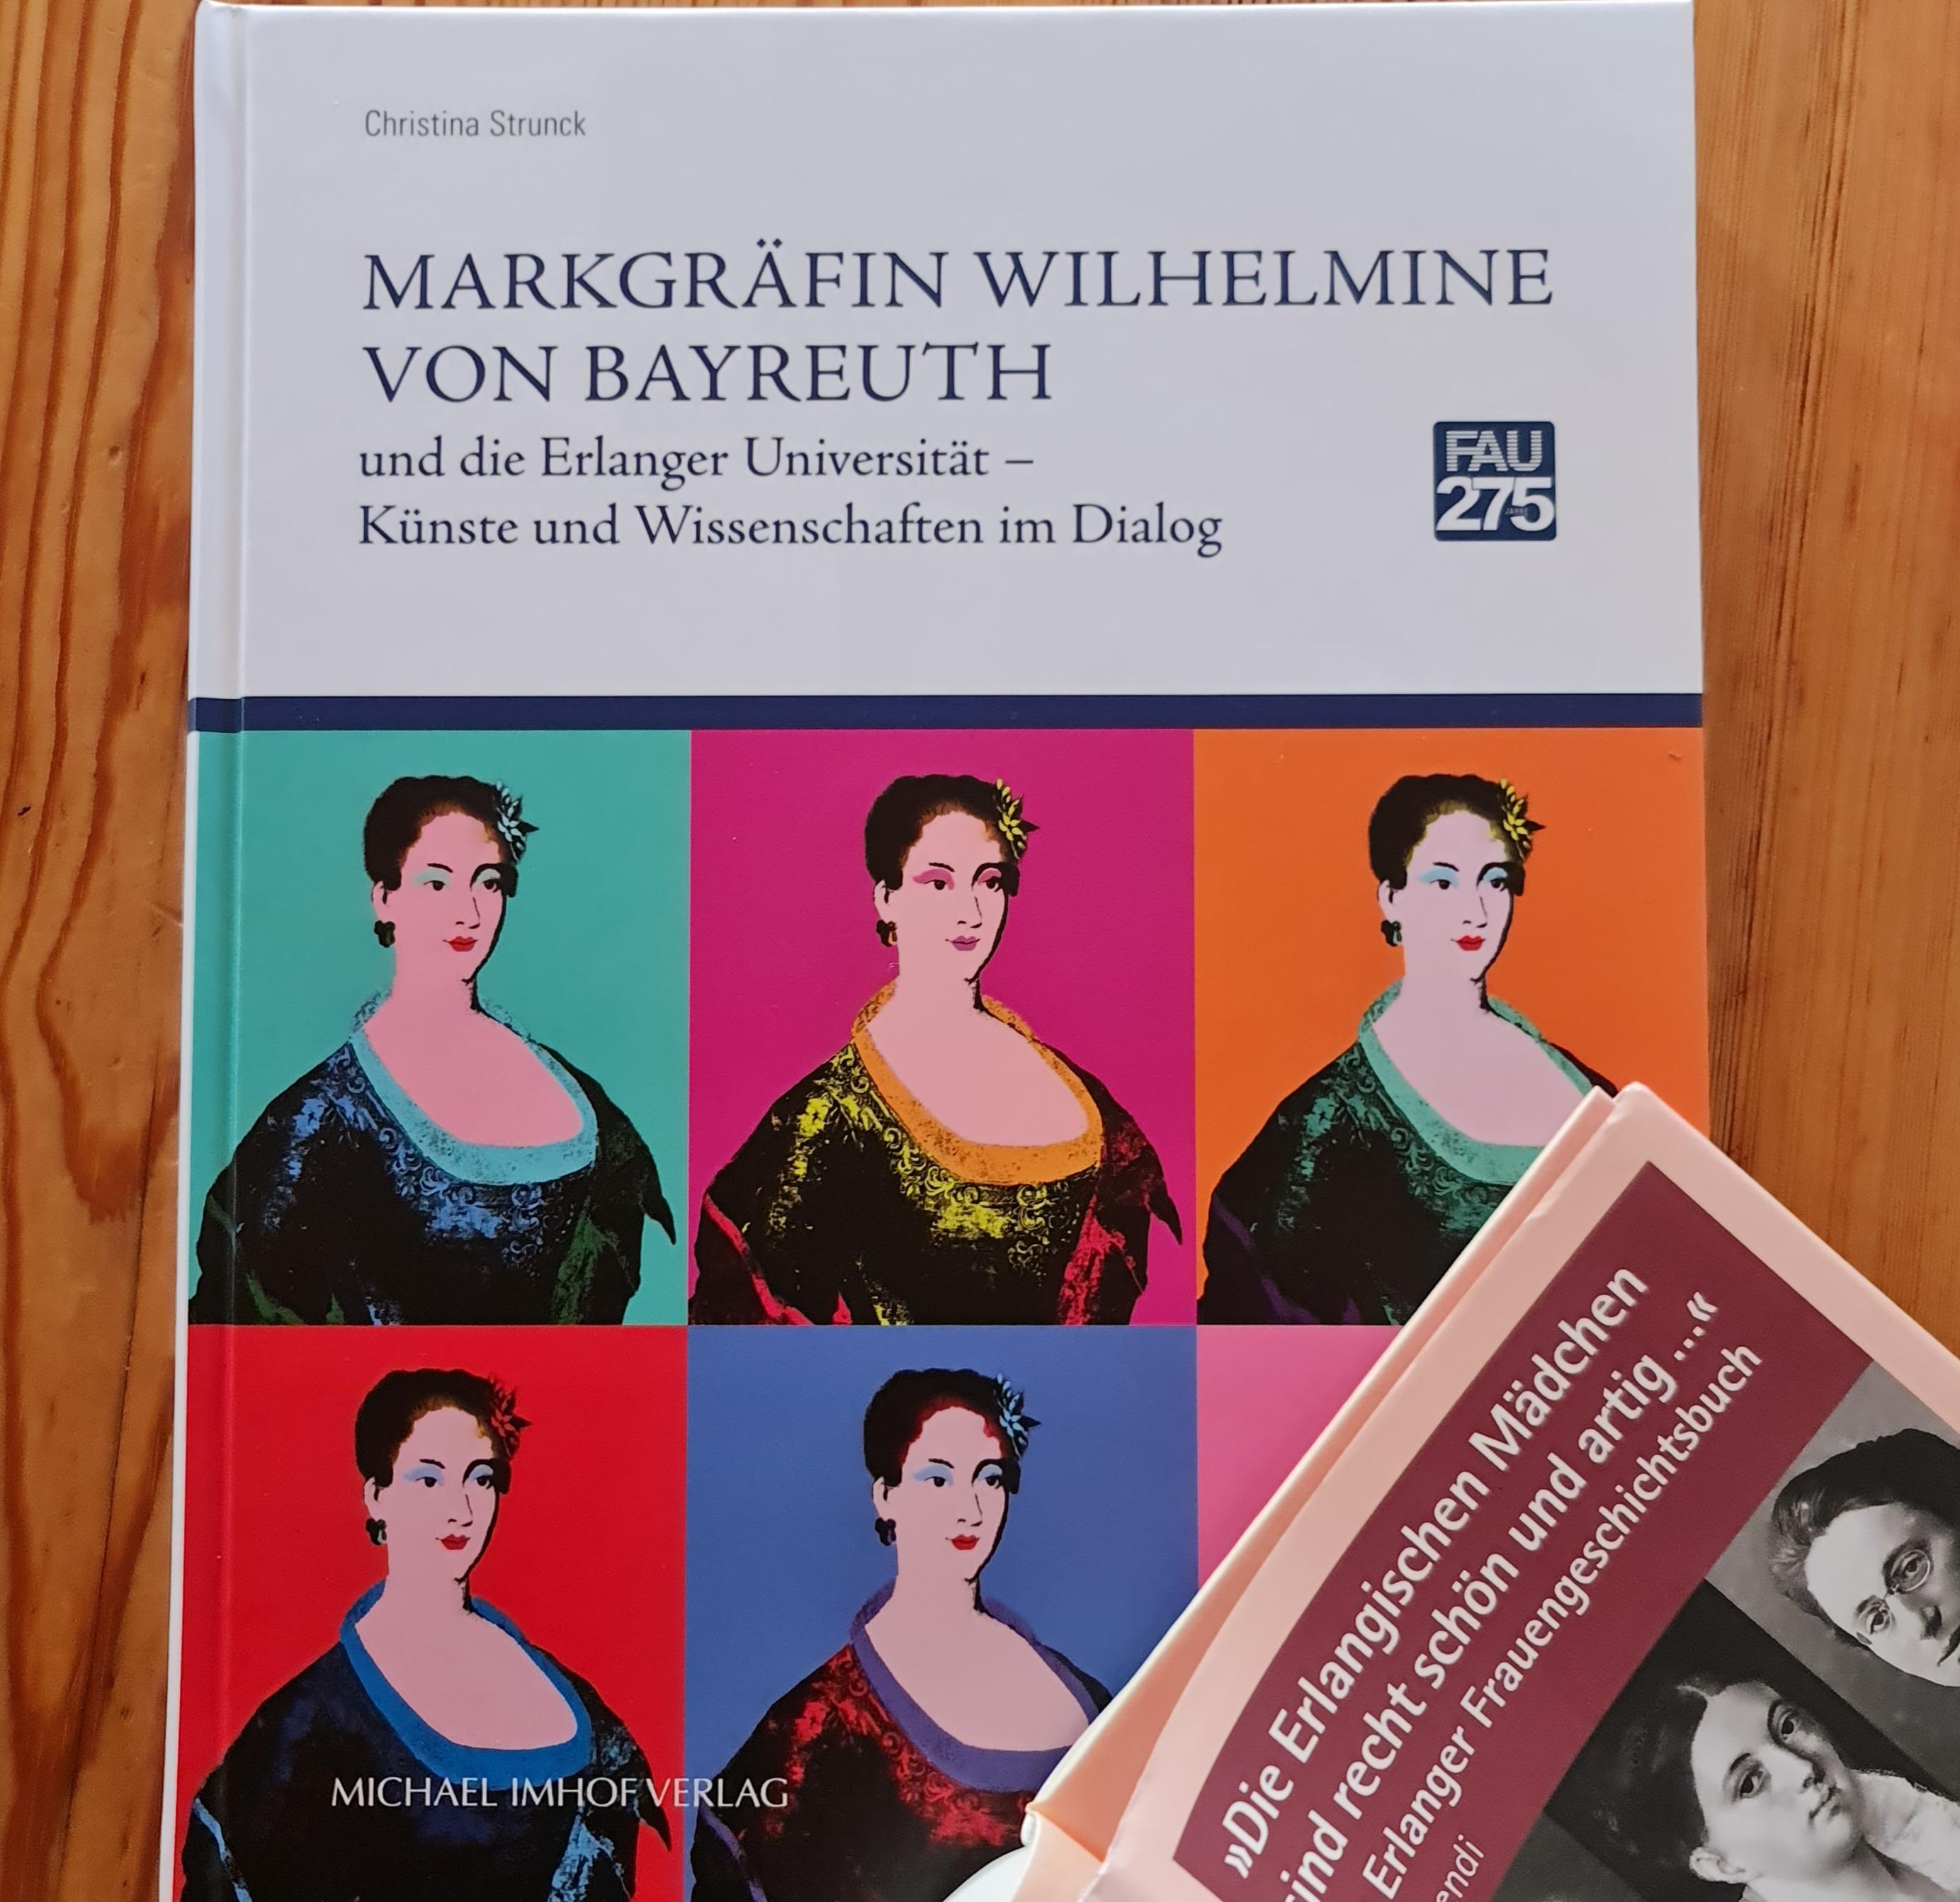 Christina Strunck
MARKGRÄFIN WILHELMINE
VON BAYREUTH
und die Erlanger Universität –
Künste und Wissenschaften im Dialog
FAU
275
JAHRE
MICHAEL IMHOF VERLAG
»Die Erlangischen Mädchen
sind recht schön und artig ...«
Erlanger Frauengeschichtsbuch